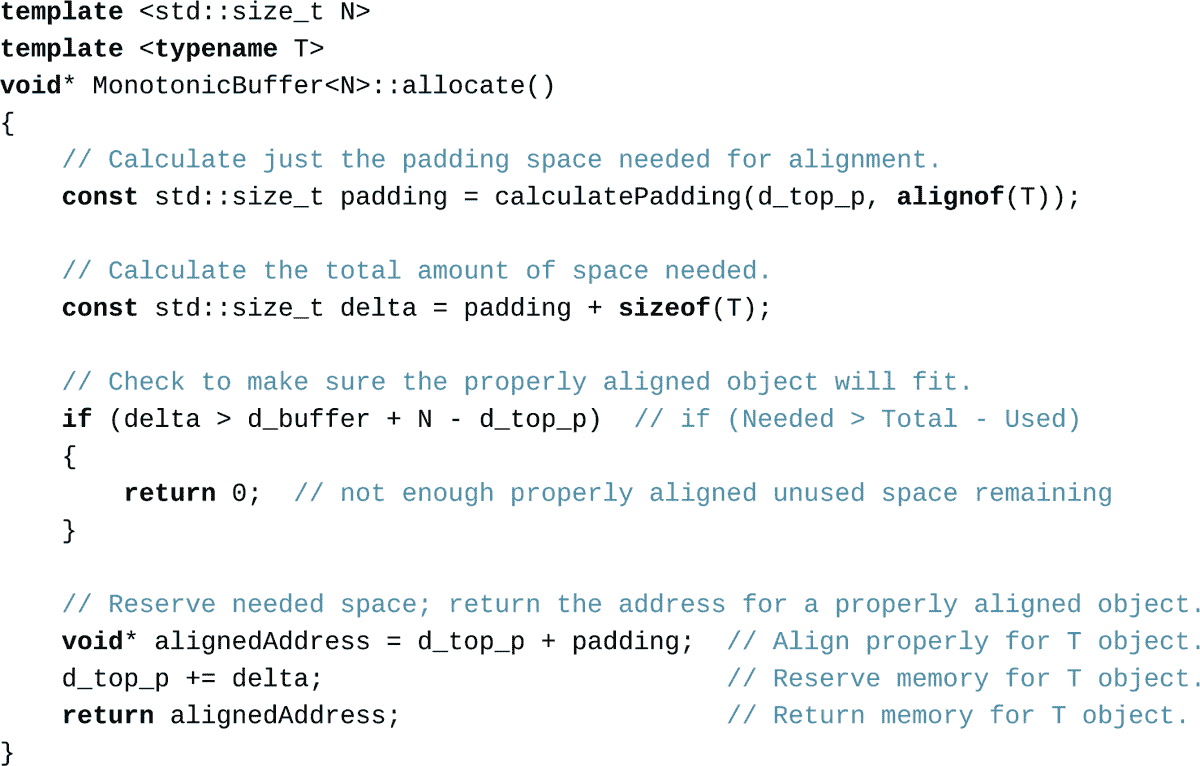 template <std::size_t N>
template <typename T>
void* MonotonicBuffer<N>::allocate()
{
    // Calculate just the padding space needed for alignment.
    const std::size_t padding = calculatePadding(d_top_p, alignof(T));

    // Calculate the total amount of space needed.
    const std::size_t delta = padding + sizeof(T);

    // Check to make sure the properly aligned object will fit.
    if (delta > d_buffer + N - d_top_p)  // if (Needed > Total - Used)
    {
        return 0;  // not enough properly aligned unused space remaining
    }

    // Reserve needed space; return the address for a properly aligned object.
    void* alignedAddress = d_top_p + padding;  // Align properly for T object.
    d_top_p += delta;                          // Reserve memory for T object.
    return alignedAddress;                     // Return memory for T object.
}